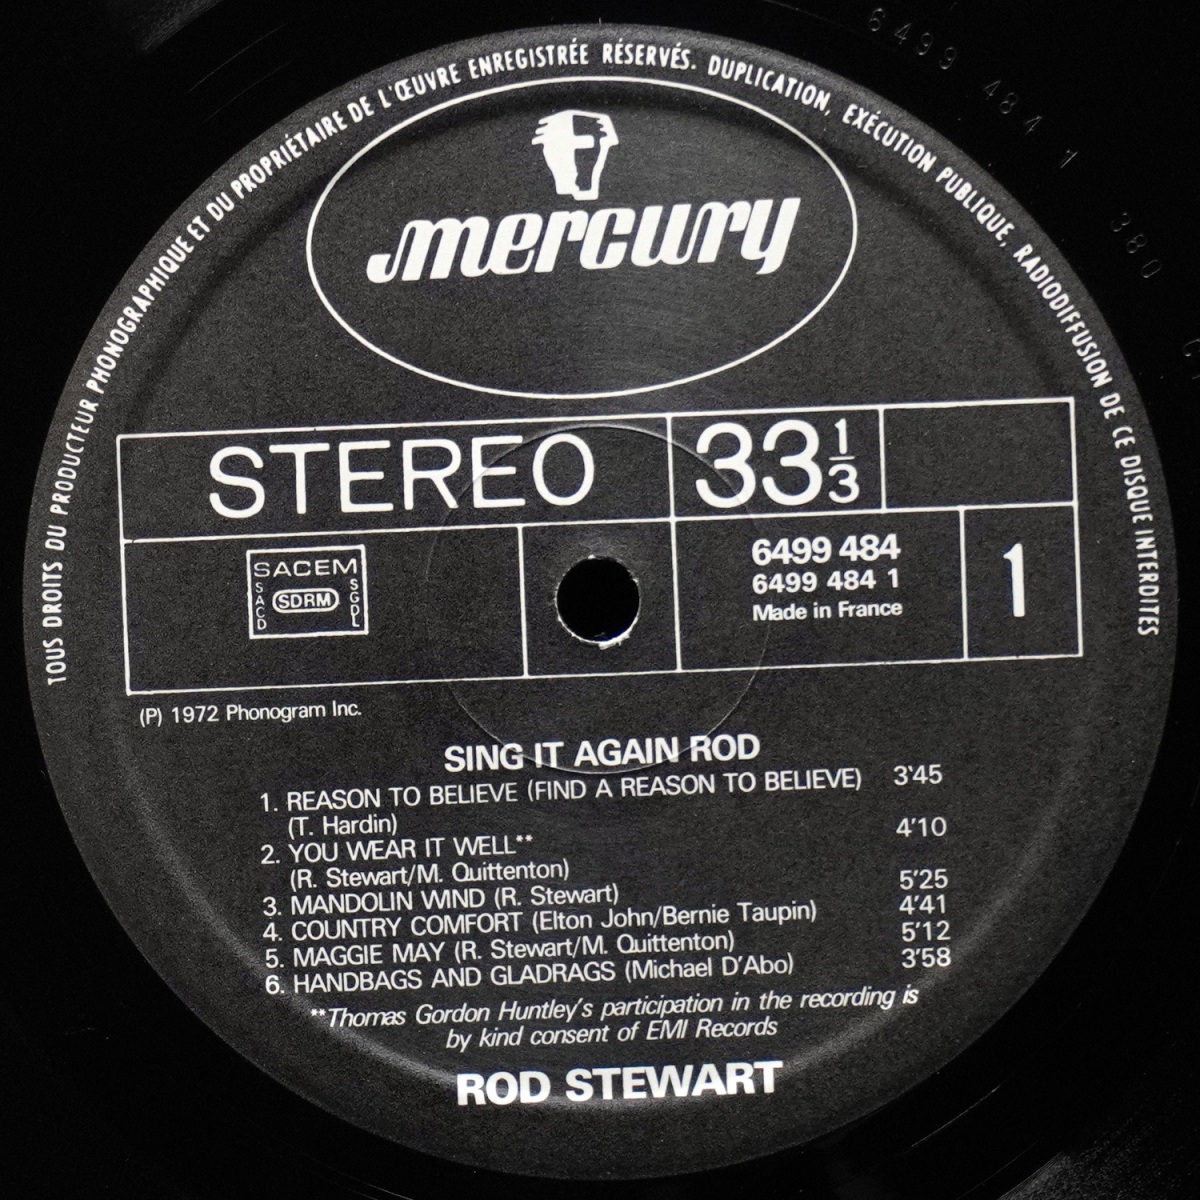 6499 484 1 380
TOUS DROITS DU PRODUCTEUR PHONOGRAPHIQUE ET DU PROPRIÉTAIRE DE L'ŒUVRE ENREGISTRÉE RÉSERVÉS. DUPLICATION, EXÉCUTION PUBLIQUE, RADIODIFFUSION DE CE DISQUE INTERDITES
mercury
STEREO
33 1/3
SACEM
SACD
SDRM
SGDL
6499 484
6499 484 1
Made in France
1
(P) 1972 Phonogram Inc.
SING IT AGAIN ROD
1. REASON TO BELIEVE (FIND A REASON TO BELIEVE) 3'45
(T. Hardin)
2. YOU WEAR IT WELL** 4'10
(R. Stewart/M. Quittenton)
3. MANDOLIN WIND (R. Stewart) 5'25
4. COUNTRY COMFORT (Elton John/Bernie Taupin) 4'41
5. MAGGIE MAY (R. Stewart/M. Quittenton) 5'12
6. HANDBAGS AND GLADRAGS (Michael D'Abo) 3'58
**Thomas Gordon Huntley's participation in the recording is
by kind consent of EMI Records
ROD STEWART